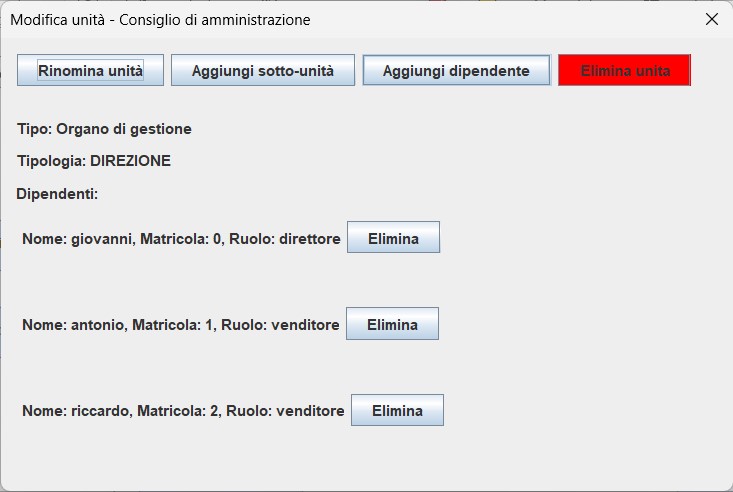 Modifica unità - Consiglio di amministrazione
Rinomina unità Aggiungi sotto-unità Aggiungi dipendente Elimina unita
Tipo: Organo di gestione
Tipologia: DIREZIONE
Dipendenti:
Nome: giovanni, Matricola: 0, Ruolo: direttore Elimina
Nome: antonio, Matricola: 1, Ruolo: venditore Elimina
Nome: riccardo, Matricola: 2, Ruolo: venditore Elimina